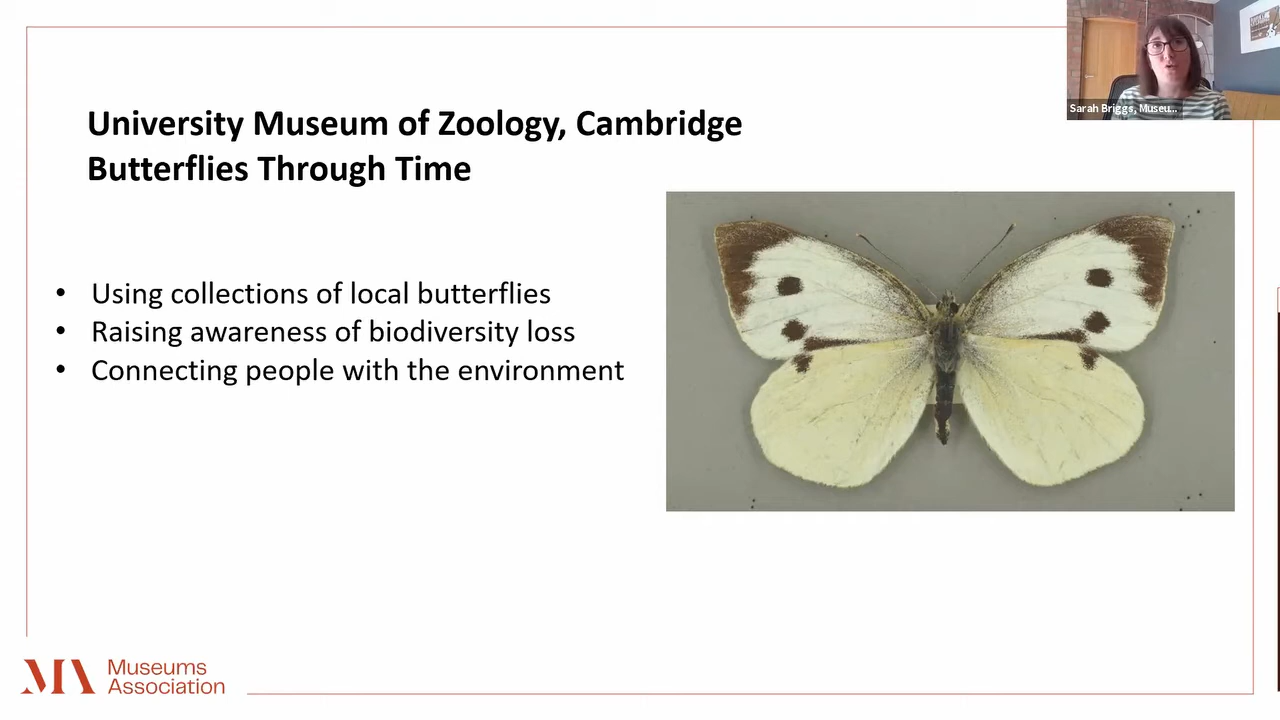 University Museum of Zoology, Cambridge
Butterflies Through Time
• Using collections of local butterflies
• Raising awareness of biodiversity loss
• Connecting people with the environment
Sarah Briggs, Museu...
MA Museums
Association